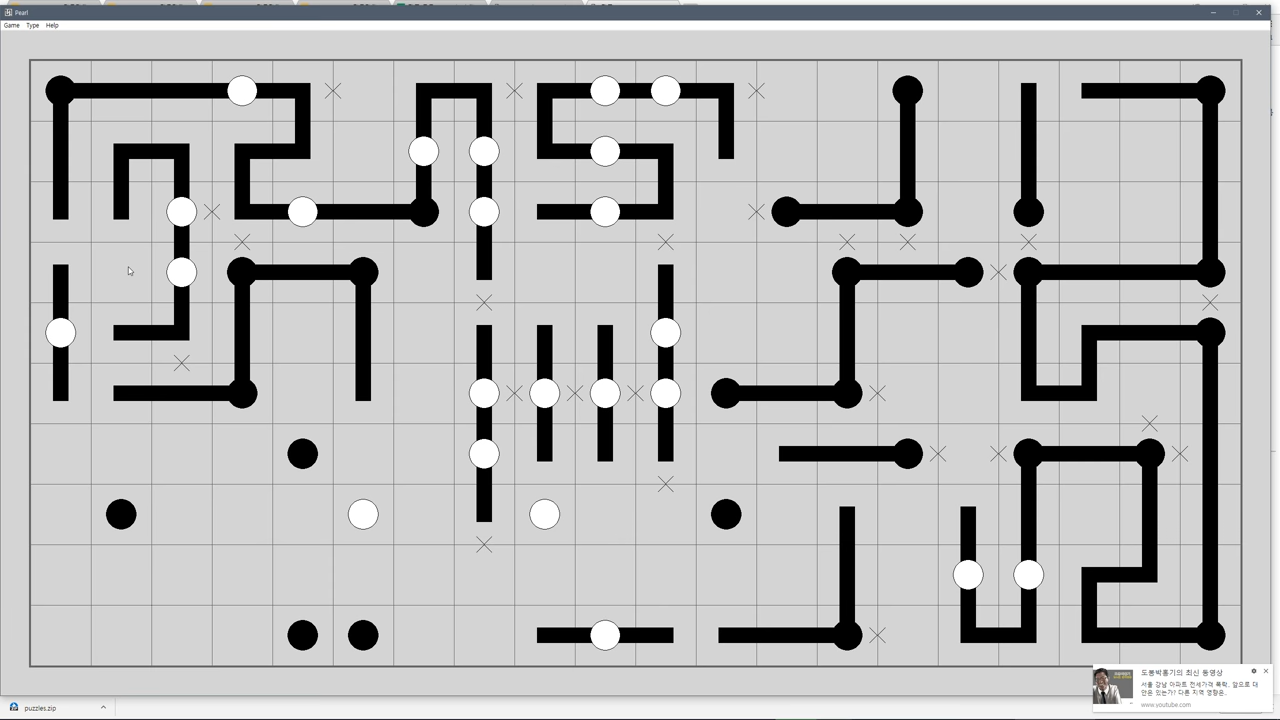 Pearl
Game Type Help
도봉박홍기의 최신 동영상
서울 강남 아파트 전세가격 폭락. 앞으로 대
안은 있는가? 다른 지역 영향은.
www.youtube.com
puzzles.zip